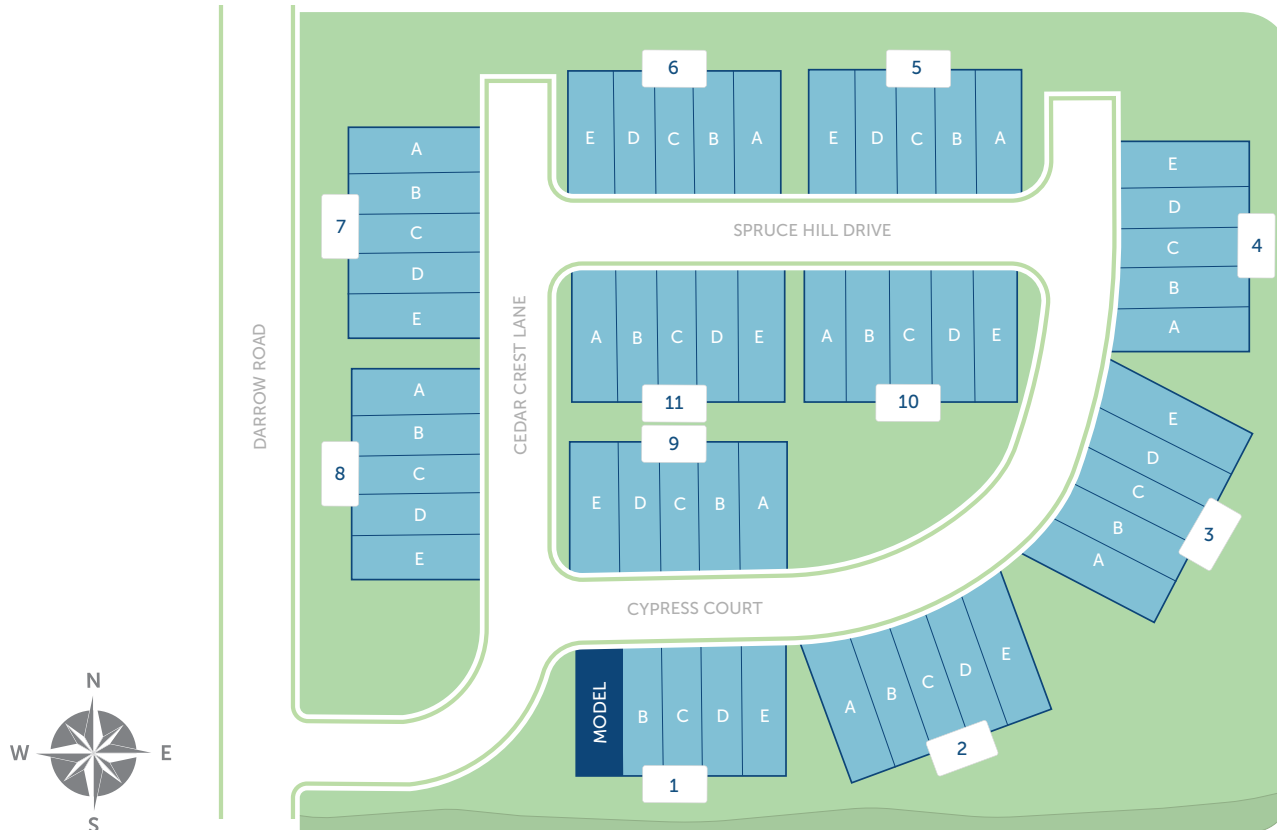 6
5
E D C B A
E D C B A
7
A
B
C
D
E
SPRUCE HILL DRIVE
4
E
D
C
B
A
DARROW ROAD
CEDAR CREST LANE
A B C D E
11
A B C D E
10
8
A
B
C
D
E
9
E D C B A
3
E
D
C
B
A
CYPRESS COURT
MODEL B C D E
1
A B C D E
2
N
W E
S